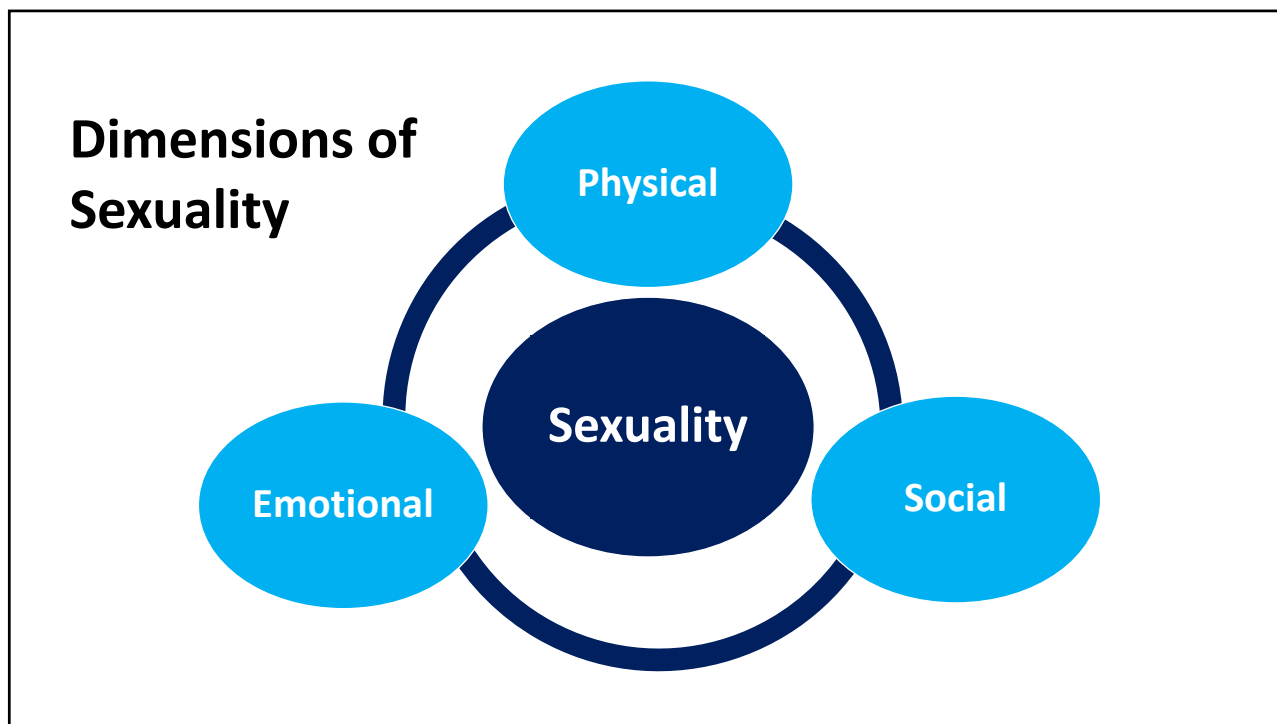 Dimensions of
Sexuality
Physical
Sexuality
Emotional
Social